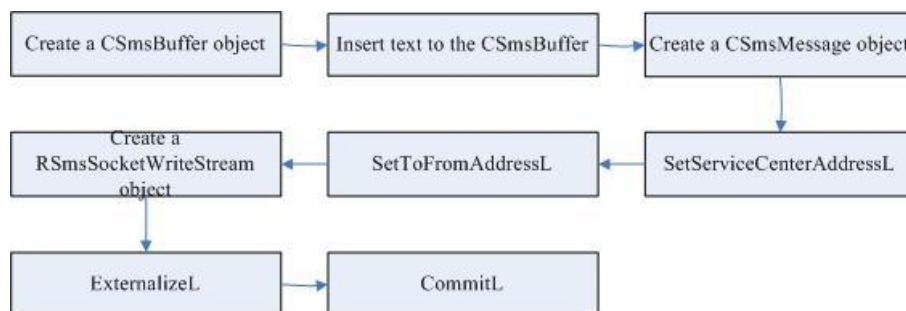 Create a CSmsBuffer object
Insert text to the CSmsBuffer
Create a CSmsMessage object
Create a
RSmsSocketWriteStream
object
SetToFromAddressL
SetServiceCenterAddressL
ExternalizeL
CommitL